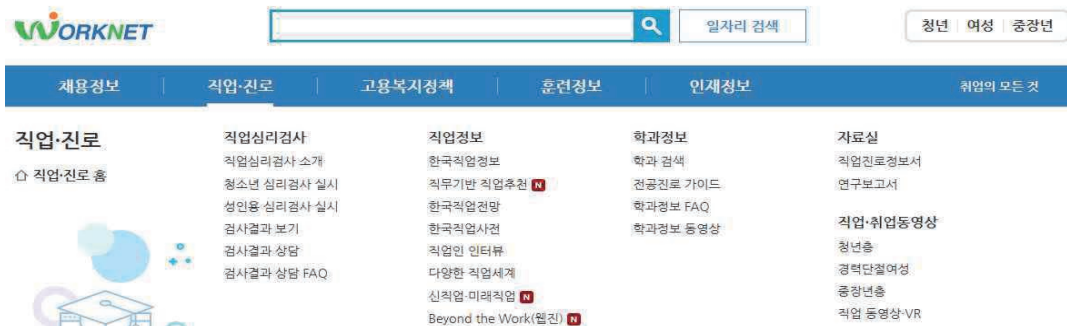 WORKNET
일자리 검색
청년 여성 중장년
채용정보 직업·진로 고용복지정책 훈련정보 인재정보 취업의 모든 것
직업·진로
직업·진로 홈
직업심리검사
직업심리검사 소개
청소년 심리검사 실시
성인용 심리검사 실시
검사결과 보기
검사결과 상담
검사결과 상담 FAQ
직업정보
한국직업정보
직무기반 직업추천 N
한국직업전망
한국직업사전
직업인 인터뷰
다양한 직업세계
신직업·미래직업 N
Beyond the Work(웹진) N
학과정보
학과 검색
전공진로 가이드
학과정보 FAQ
학과정보 동영상
자료실
직업진로정보서
연구보고서
직업·취업동영상
청년층
경력단절여성
중장년층
직업 동영상·VR